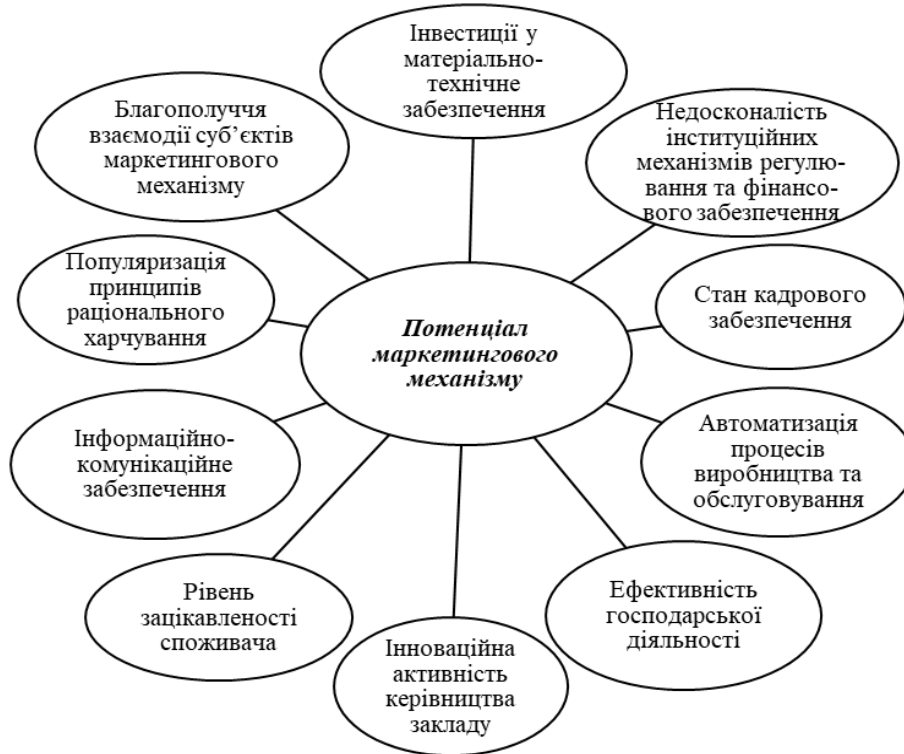 Інвестиції у
матеріально-
технічне
забезпечення
Недосконалість
інституційних
механізмів регулю-
вання та фінансо-
вого забезпечення
Стан кадрового
забезпечення
Автоматизація
процесів
виробництва та
обслуговування
Ефективність
господарської
діяльності
Інноваційна
активність
керівництва
закладу
Рівень
зацікавленості
споживача
Інформаційно-
комунікаційне
забезпечення
Популяризація
принципів
раціонального
харчування
Благополуччя
взаємодії суб’єктів
маркетингового
механізму
Потенціал
маркетингового
механізму